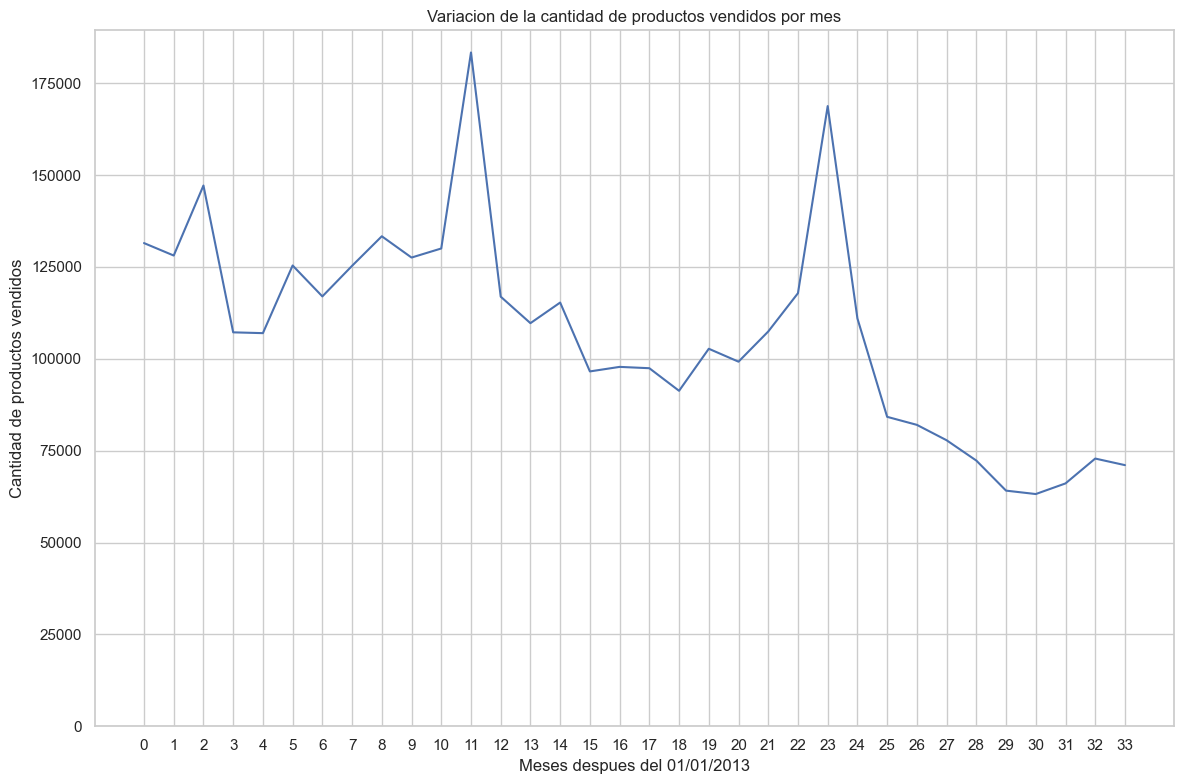 Variacion de la cantidad de productos vendidos por mes
Cantidad de productos vendidos
175000
150000
125000
100000
75000
50000
25000
0
0 1 2 3 4 5 6 7 8 9 10 11 12 13 14 15 16 17 18 19 20 21 22 23 24 25 26 27 28 29 30 31 32 33
Meses despues del 01/01/2013